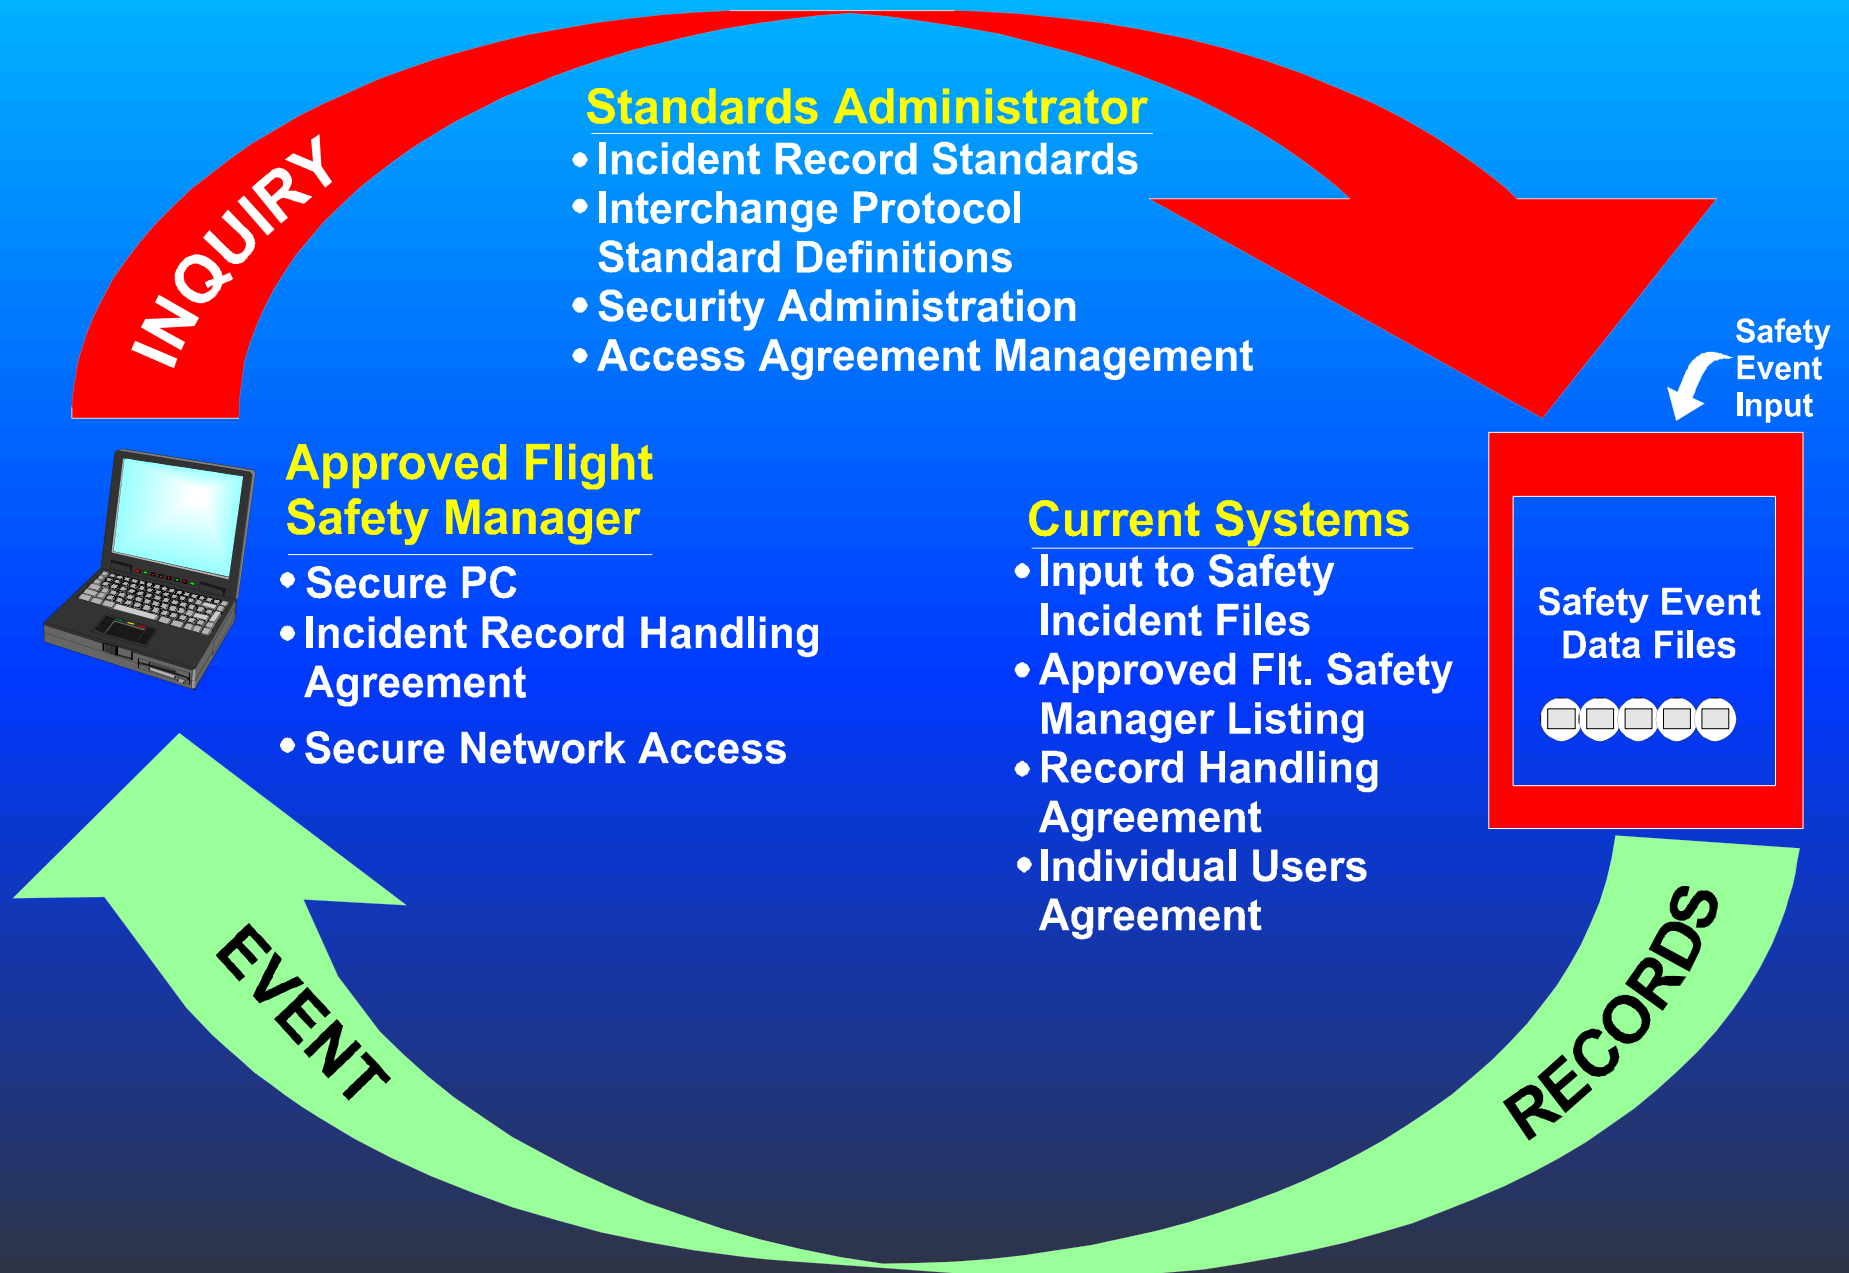 INQUIRY
Standards Administrator
• Incident Record Standards
• Interchange Protocol
Standard Definitions
• Security Administration
• Access Agreement Management
Safety
Event
Input
Approved Flight
Safety Manager
• Secure PC
• Incident Record Handling
Agreement
• Secure Network Access
Current Systems
• Input to Safety
Incident Files
• Approved Flt. Safety
Manager Listing
• Record Handling
Agreement
• Individual Users
Agreement
Safety Event
Data Files
EVENT
RECORDS